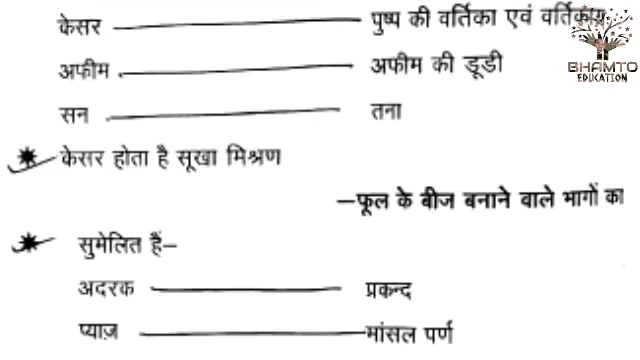 केसर ——— पुष्प की वर्तिका एवं वर्तिकाग्र
अफीम ——— अफीम की डूडी
BHAMTO
EDUCATION
सन ——— तना
* केसर होता है सूखा मिश्रण
–फूल के बीज बनाने वाले भागों का
* सुमेलित हैं–
अदरक ——— प्रकन्द
प्याज़ ——— मांसल पर्ण